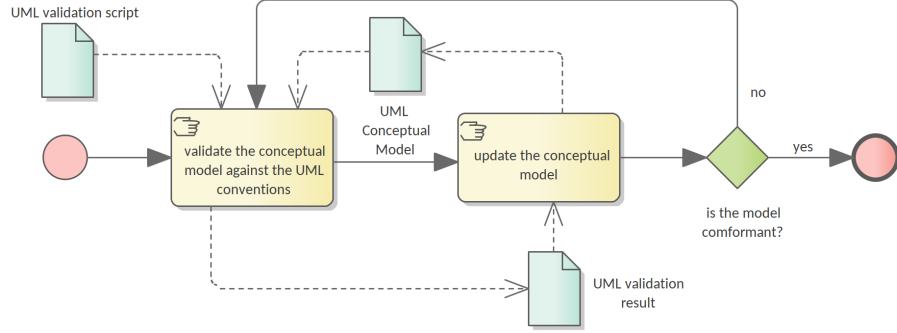 UML validation script
UML
Conceptual
Model
no
validate the conceptual
model against the UML
conventions
update the conceptual
model
yes
is the model
comformant?
UML validation
result